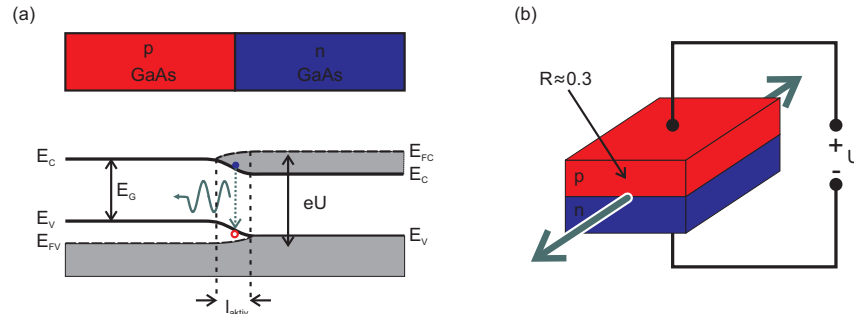 (a)
p
GaAs
n
GaAs
E_C
E_G
E_V
E_FV
E_FC
E_C
eU
E_V
l_aktiv
(b)
R≈0.3
p
n
+
-
U